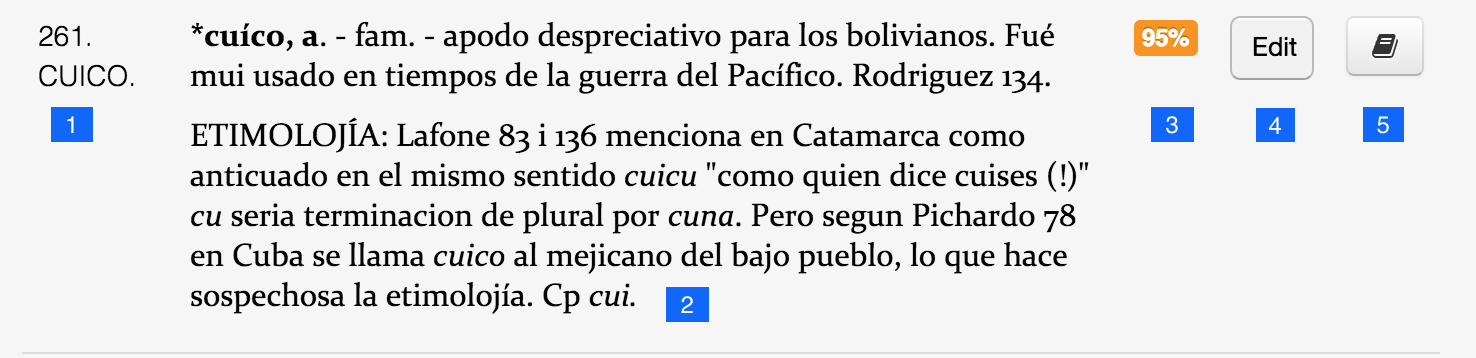 261.
CUICO.
*cuíco, a. - fam. - apodo despreciativo para los bolivianos. Fué
mui usado en tiempos de la guerra del Pacífico. Rodriguez 134.
ETIMOLOJÍA: Lafone 83 i 136 menciona en Catamarca como
anticuado en el mismo sentido cuicu "como quien dice cuises (!)"
cu seria terminacion de plural por cuna. Pero segun Pichardo 78
en Cuba se llama cuico al mejicano del bajo pueblo, lo que hace
sospechosa la etimolojía. Cp cui.
95%
Edit
1
2
3
4
5